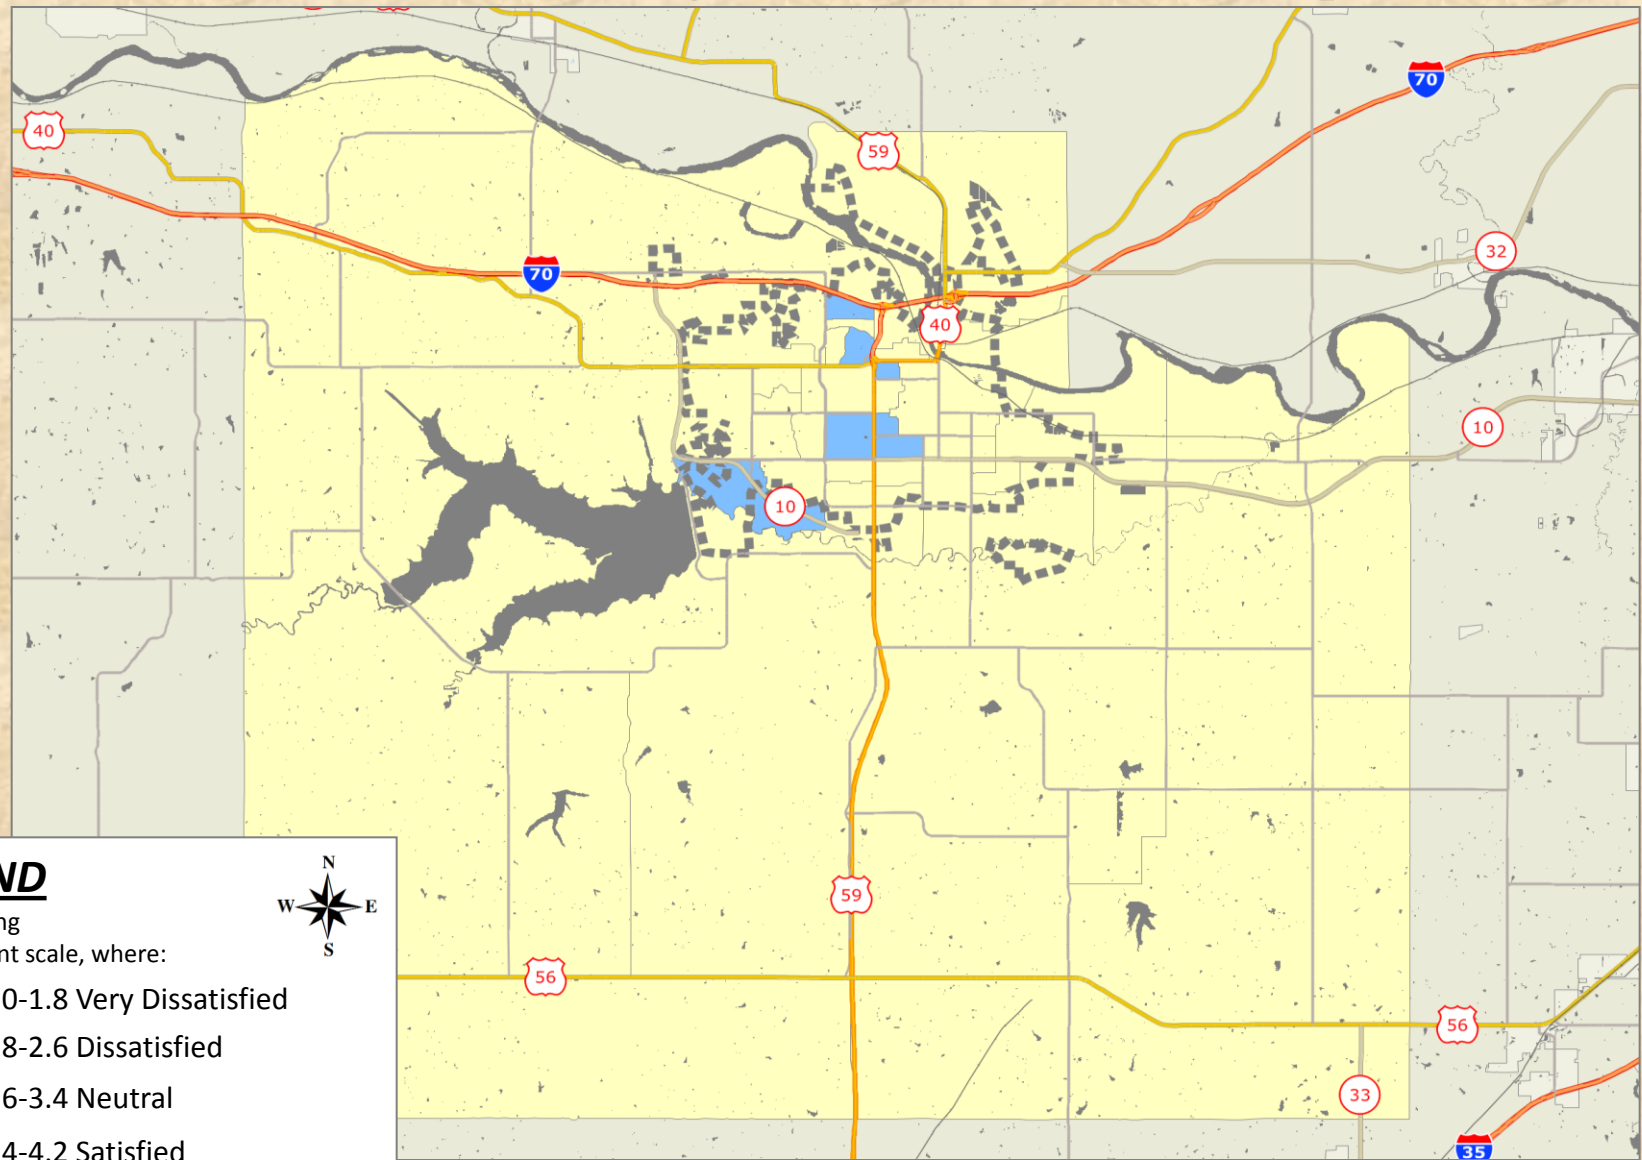 70
40
59
32
70
40
10
10
59
56
56
33
35
N
W E
S
ND
ng
nt scale, where:
0-1.8 Very Dissatisfied
8-2.6 Dissatisfied
6-3.4 Neutral
4-4.2 Satisfied